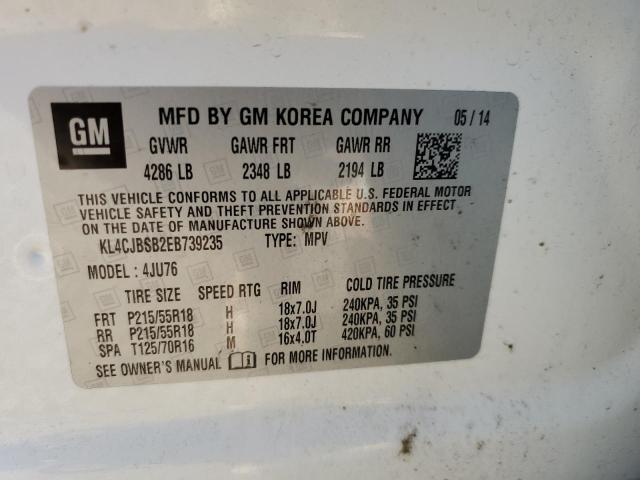 GM
MFD BY GM KOREA COMPANY 05/14
GVWR GAWR FRT GAWR RR
4286 LB 2348 LB 2194 LB
THIS VEHICLE CONFORMS TO ALL APPLICABLE U.S. FEDERAL MOTOR
VEHICLE SAFETY AND THEFT PREVENTION STANDARDS IN EFFECT
ON THE DATE OF MANUFACTURE SHOWN ABOVE.
KL4CJBSB2EB739235 TYPE: MPV
MODEL : 4JU76
TIRE SIZE SPEED RTG RIM COLD TIRE PRESSURE
FRT P215/55R18 H 18x7.0J 240KPA, 35 PSI
RR P215/55R18 H 18x7.0J 240KPA, 35 PSI
SPA T125/70R16 M 16x4.0T 420KPA, 60 PSI
SEE OWNER'S MANUAL FOR MORE INFORMATION.